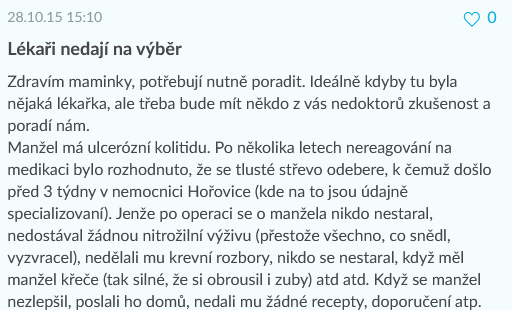 28.10.15 15:10
0
Lékaři nedají na výběr
Zdravím maminky, potřebují nutně poradit. Ideálně kdyby tu byla
nějaká lékařka, ale třeba bude mít někdo z vás nedoktorů zkušenost a
poradí nám.
Manžel má ulcerózní kolitidu. Po několika letech nereagování na
medikaci bylo rozhodnuto, že se tlusté střevo odebere, k čemuž došlo
před 3 týdny v nemocnici Hořovice (kde na to jsou údajně
specializovaní). Jenže po operaci se o manžela nikdo nestaral,
nedostával žádnou nitrožilní výživu (přestože všechno, co snědl,
vyzvracel), nedělali mu krevní rozbory, nikdo se nestaral, když měl
manžel křeče (tak silné, že si obrousil i zuby) atd atd. Když se manžel
nezlepšil, poslali ho domů, nedali mu žádné recepty, doporučení atp.